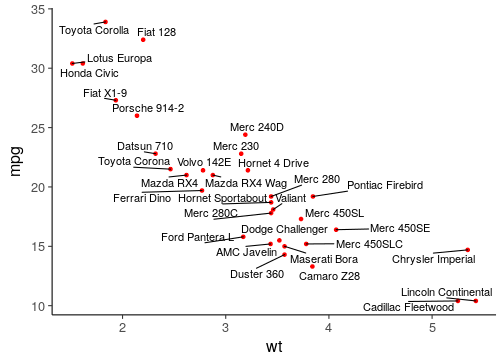 35
Toyota Corolla
Fiat 128
30
Lotus Europa
Honda Civic
Fiat X1-9
Porsche 914-2
25
Merc 240D
Datsun 710
Merc 230
Toyota Corona
Volvo 142E
Hornet 4 Drive
Mazda RX4
Mazda RX4 Wag
Merc 280
Pontiac Firebird
20
mpg
Ferrari Dino
Hornet Sportabout
Valiant
Merc 280C
Merc 450SL
Dodge Challenger
Merc 450SE
Ford Pantera L
Merc 450SLC
15
AMC Javelin
Maserati Bora
Chrysler Imperial
Duster 360
Camaro Z28
Lincoln Continental
10
Cadillac Fleetwood
2
3
4
5
wt